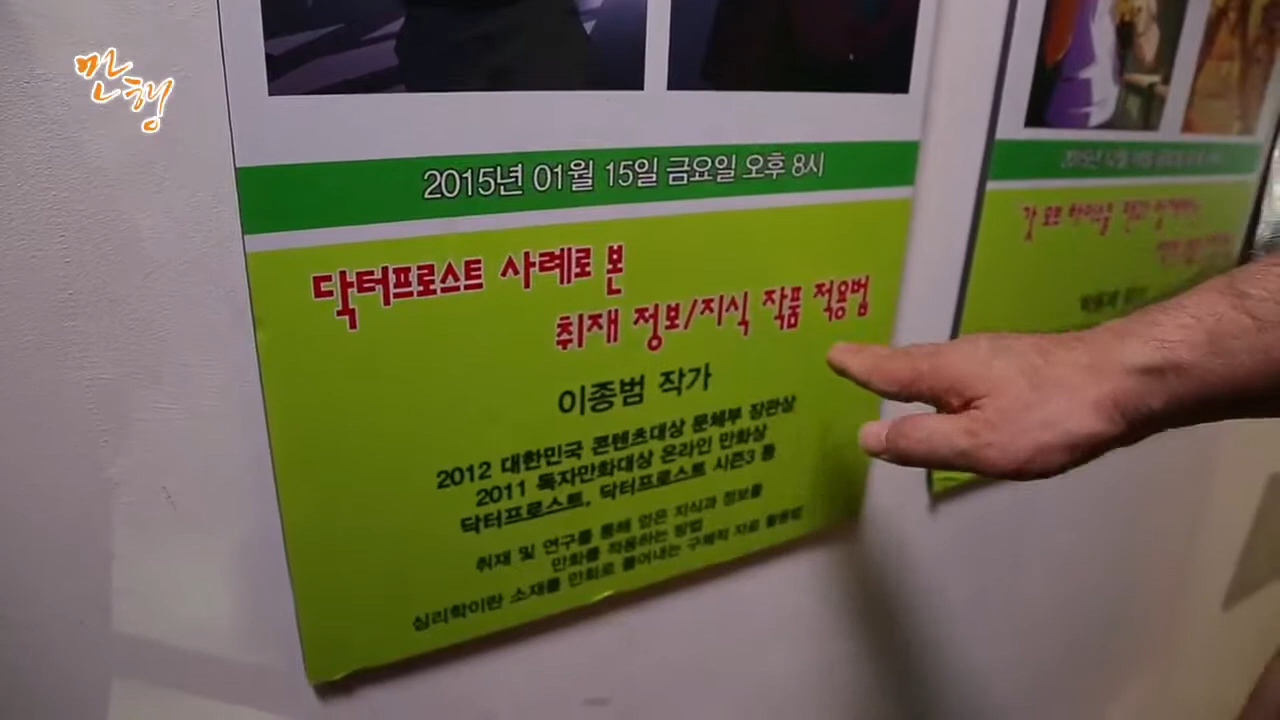 만행
2015년 01월 15일 금요일 오후 8시
닥터프로스트 사례로 본
취재 정보/지식 작품 적용법
이종범 작가
2012 대한민국 콘텐츠대상 문체부 장관상
2011 독자만화대상 온라인 만화상
닥터프로스트, 닥터프로스트 시즌3 등
취재 및 연구를 통해 얻은 지식과 정보를
만화를 적용하는 방법
심리학이란 소재를 만화로 풀어내는 구체적 자료 활용법